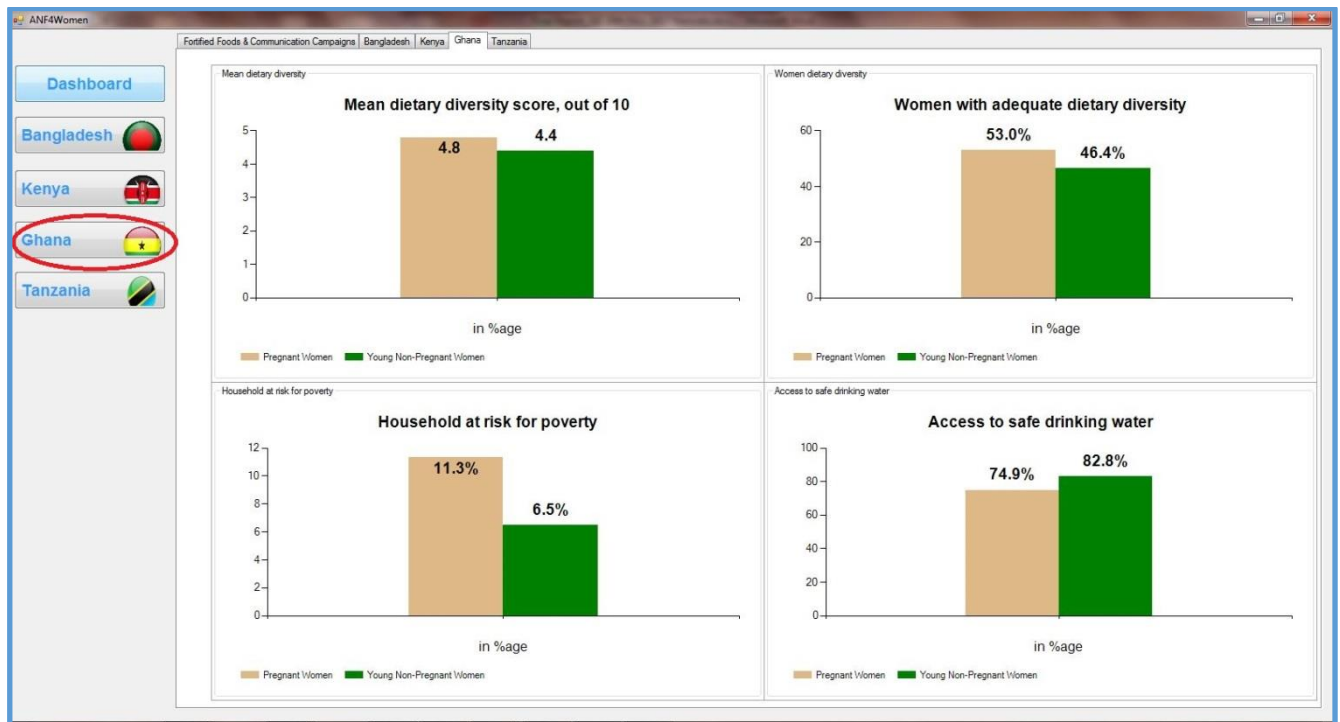 ANF4Women
Fortified Foods & Communication Campaigns Bangladesh Kenya Ghana Tanzania
Dashboard
Bangladesh
Kenya
Ghana
Tanzania
Mean dietary diversity
Mean dietary diversity score, out of 10
5
4
3
2
1
0
4.8
4.4
in %age
Pregnant Women Young Non-Pregnant Women
Women dietary diversity
Women with adequate dietary diversity
60
40
20
0
53.0%
46.4%
in %age
Pregnant Women Young Non-Pregnant Women
Household at risk for poverty
Household at risk for poverty
12
10
8
6
4
2
0
11.3%
6.5%
in %age
Pregnant Women Young Non-Pregnant Women
Access to safe drinking water
Access to safe drinking water
100
80
60
40
20
0
74.9%
82.8%
in %age
Pregnant Women Young Non-Pregnant Women